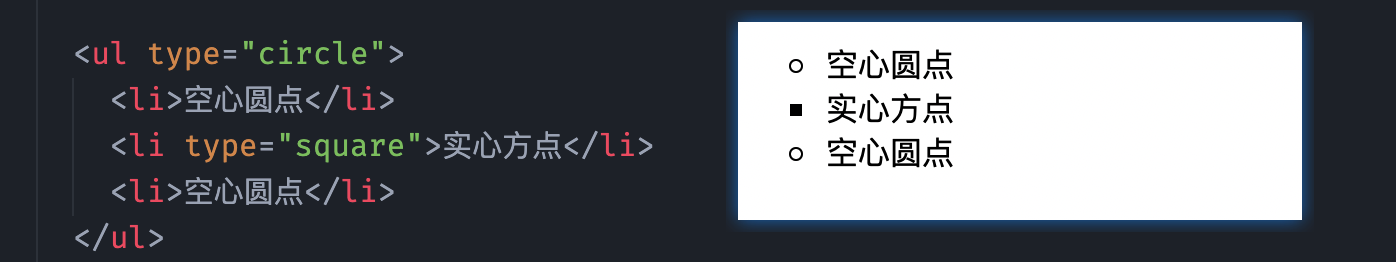 <ul type="circle">
<li>空心圆点</li>
<li type="square">实心方点</li>
<li>空心圆点</li>
</ul>
空心圆点
实心方点
空心圆点